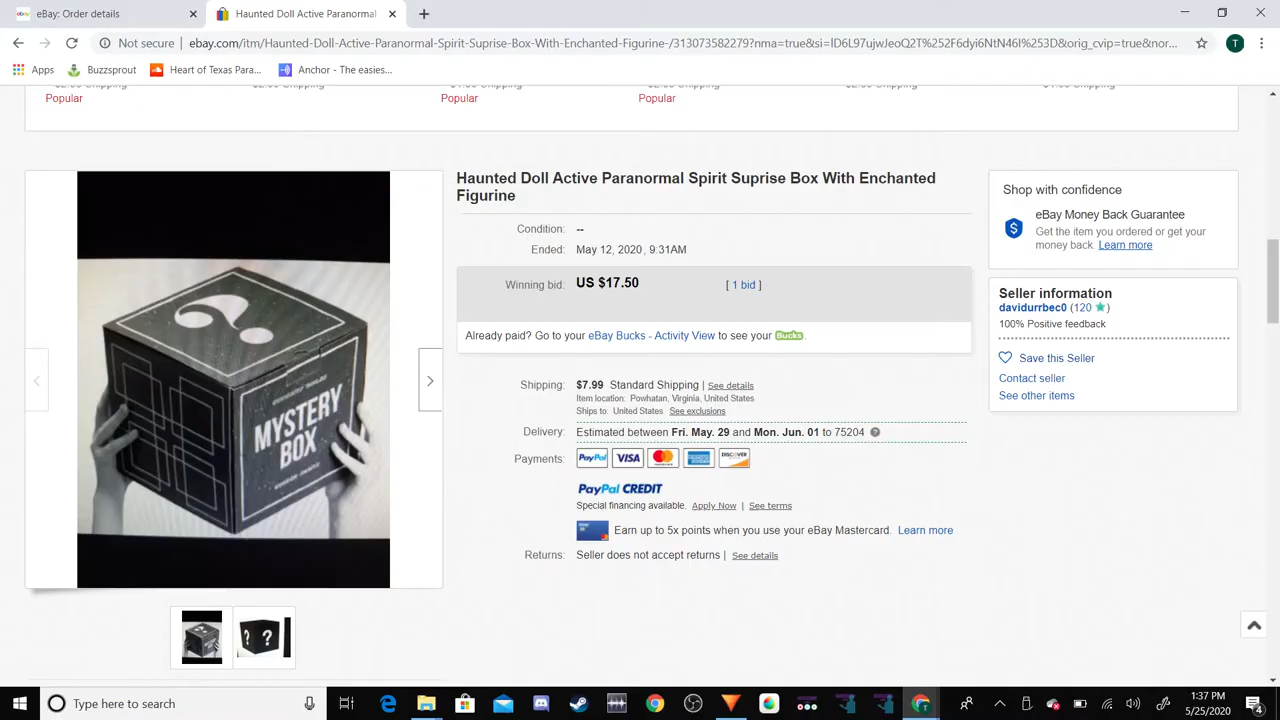 eBay: Order details
Haunted Doll Active Paranormal
Not secure | ebay.com/itm/Haunted-Doll-Active-Paranormal-Spirit-Suprise-Box-With-Enchanted-Figurine-/313073582279?nma=true&si=lD6L97ujwJeoQ2T%252F6dyi6NtN46I%253D&orig_cvip=true&nor...
Apps
Buzzsprout
Heart of Texas Para...
Anchor - The easies...
Popular
Popular
Popular
Haunted Doll Active Paranormal Spirit Suprise Box With Enchanted
Figurine
Condition: --
Ended: May 12, 2020 , 9:31AM
Winning bid: US $17.50 [ 1 bid ]
Already paid? Go to your eBay Bucks - Activity View to see your Bucks.
Shipping: $7.99 Standard Shipping | See details
Item location: Powhatan, Virginia, United States
Ships to: United States See exclusions
Delivery: Estimated between Fri. May. 29 and Mon. Jun. 01 to 75204
Payments: PayPal VISA
DISCOVER
PayPal CREDIT
Special financing available. Apply Now | See terms
Earn up to 5x points when you use your eBay Mastercard. Learn more
Returns: Seller does not accept returns | See details
Shop with confidence
eBay Money Back Guarantee
Get the item you ordered or get your
money back. Learn more
Seller information
davidurrbec0 (120 )
100% Positive feedback
Save this Seller
Contact seller
See other items
?
MYSTERY
BOX
? ?
Type here to search
1:37 PM
5/25/2020
4